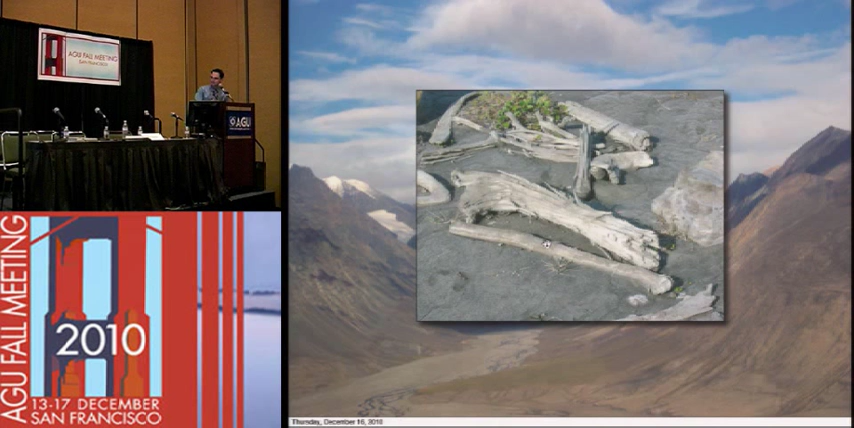 AGU FALL MEETING
SAN FRANCISCO
AGU
AGU FALL MEETING
2010
13-17 DECEMBER
SAN FRANCISCO
Thursday, December 16, 2010